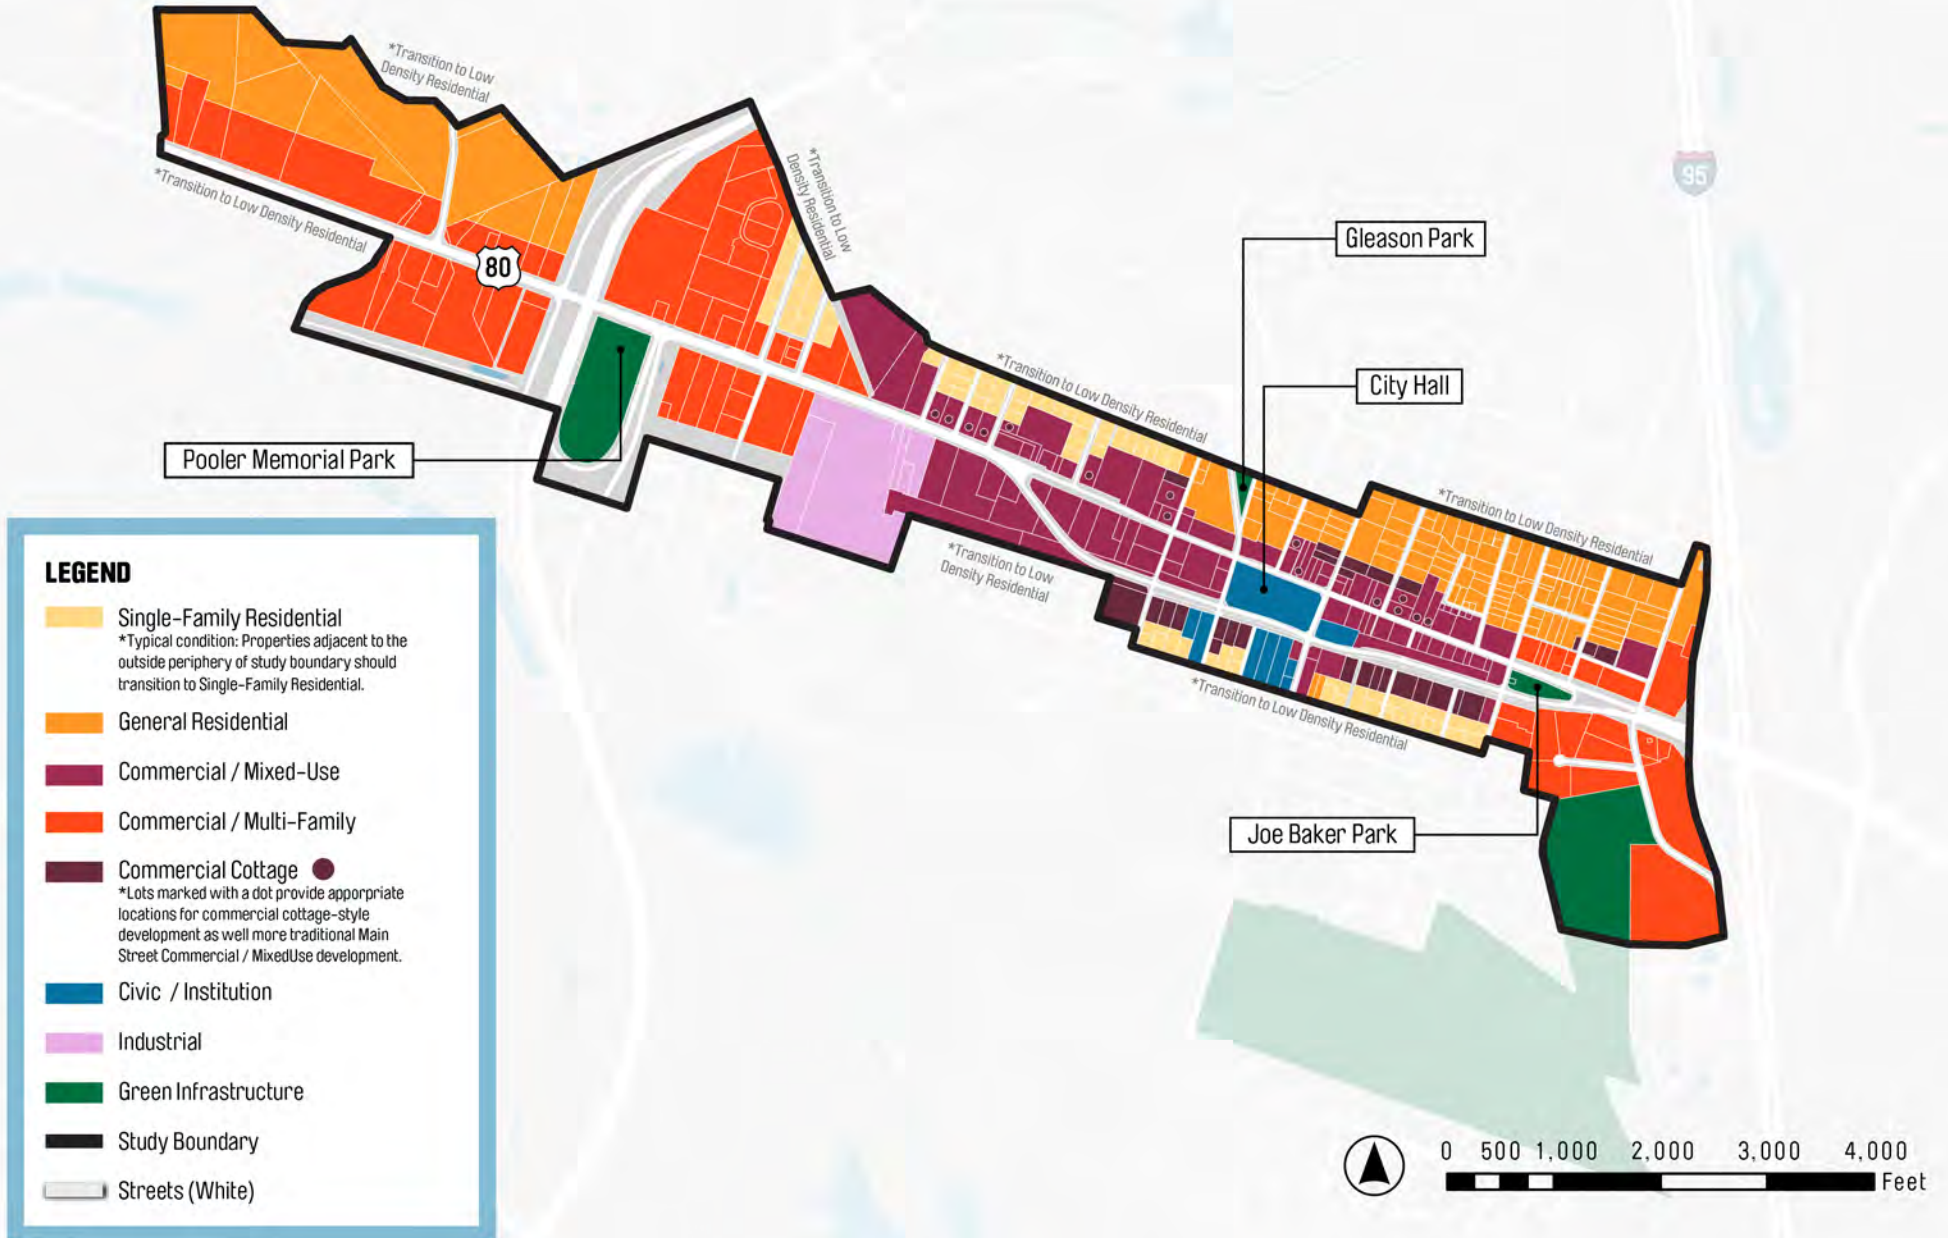 *Transition to Low
Density Residential
*Transition to Low Density Residential
*Transition to Low
Density Residential
95
80
Gleason Park
*Transition to Low Density Residential
City Hall
Pooler Memorial Park
*Transition to Low Density Residential
*Transition to Low
Density Residential
*Transition to Low Density Residential
Joe Baker Park
LEGEND
Single-Family Residential
*Typical condition: Properties adjacent to the
outside periphery of study boundary should
transition to Single-Family Residential.
General Residential
Commercial / Mixed-Use
Commercial / Multi-Family
Commercial Cottage
*Lots marked with a dot provide apporpriate
locations for commercial cottage-style
development as well more traditional Main
Street Commercial / MixedUse development.
Civic / Institution
Industrial
Green Infrastructure
Study Boundary
Streets (White)
0 500 1,000 2,000 3,000 4,000
Feet